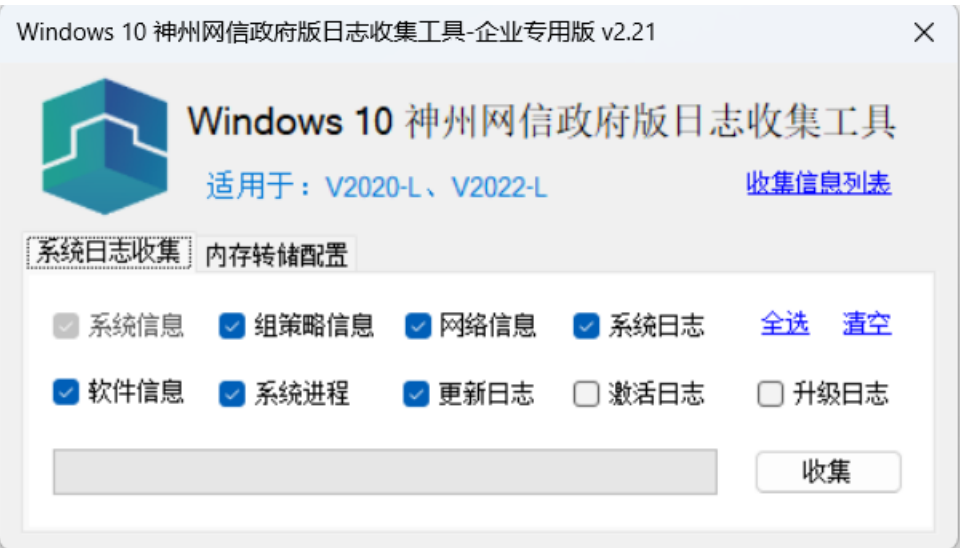 Windows 10 神州网信政府版日志收集工具-企业专用版 v2.21
Windows 10 神州网信政府版日志收集工具
适用于：V2020-L、V2022-L 收集信息列表
系统日志收集 内存转储配置
系统信息 组策略信息 网络信息 系统日志 全选 清空
软件信息 系统进程 更新日志 激活日志 升级日志
收集